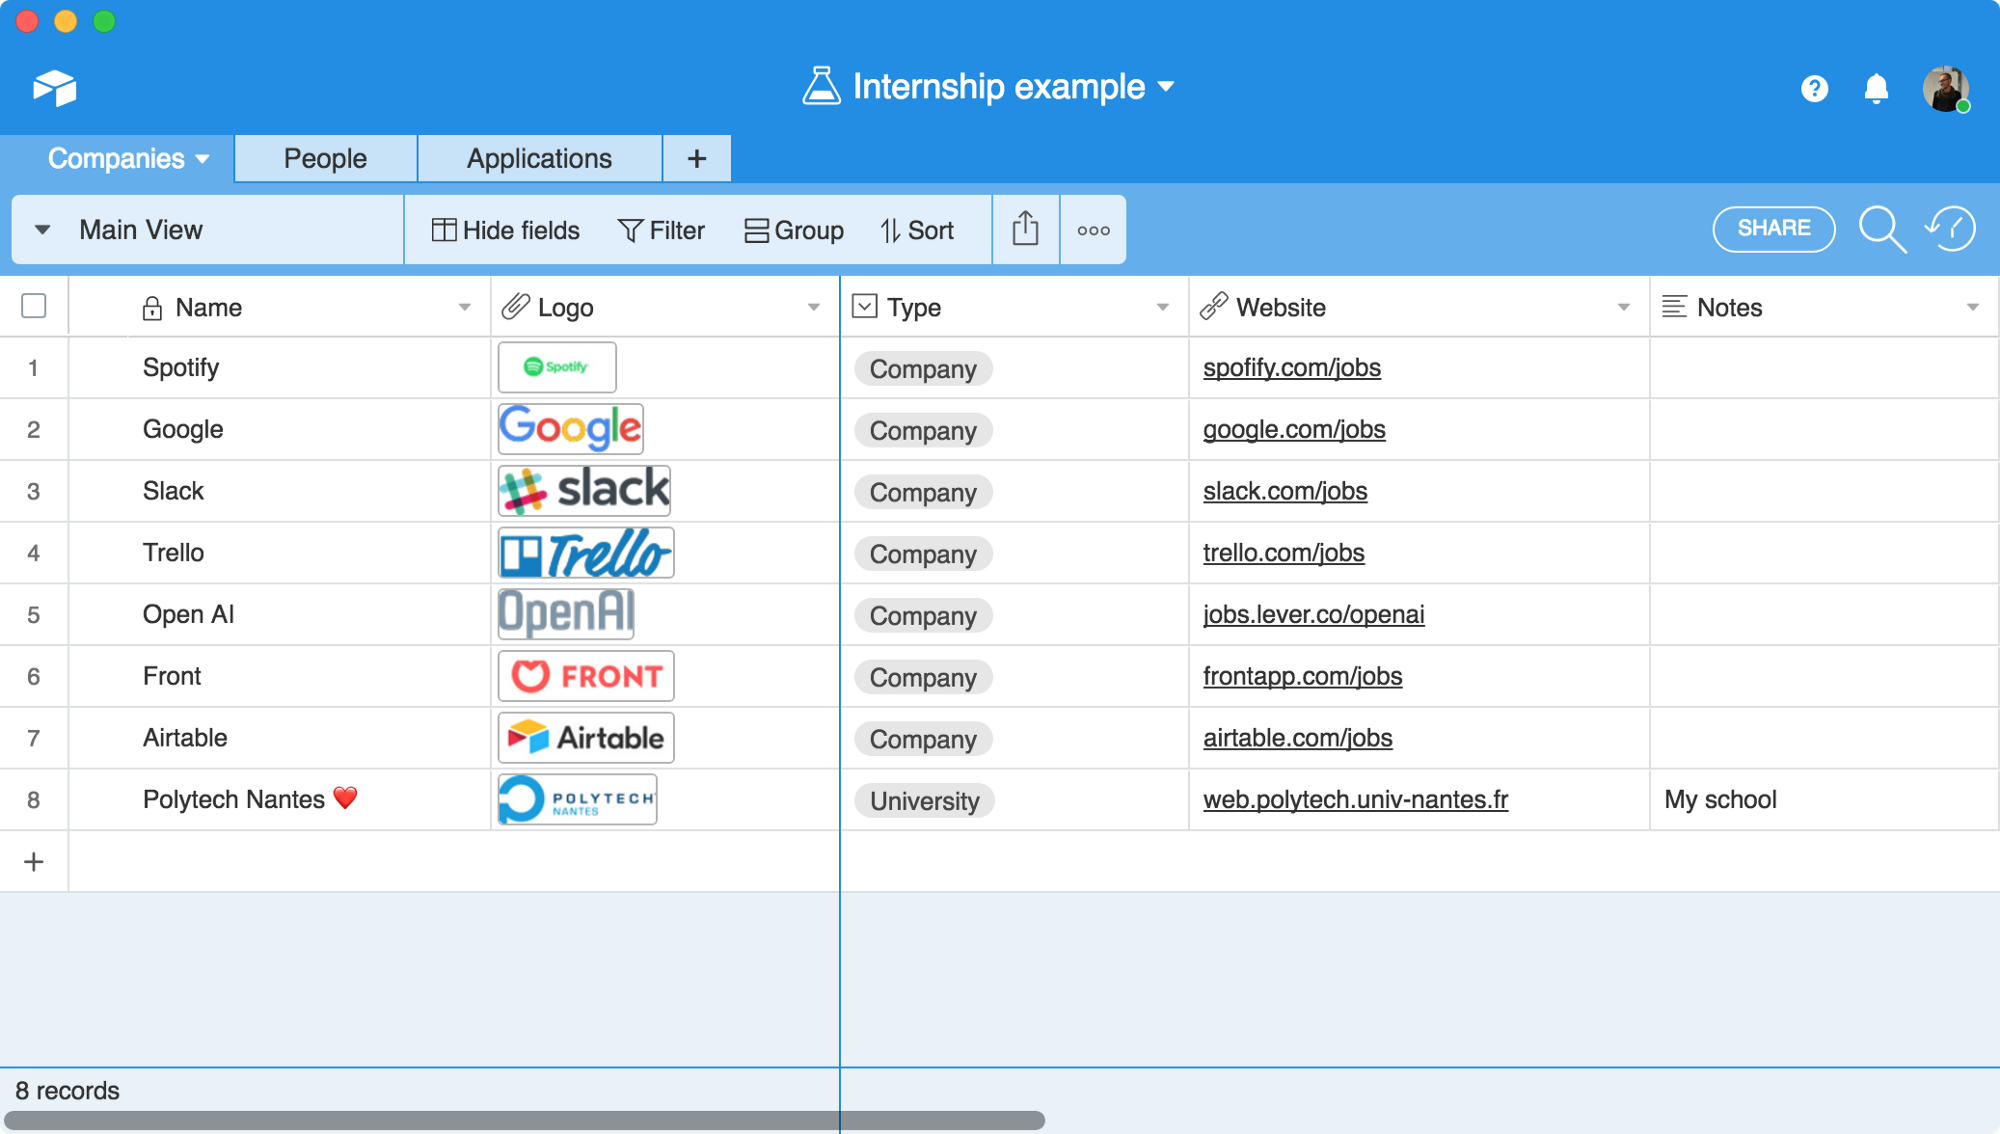 Internship example
Companies People Applications +
Main View Hide fields Filter Group Sort SHARE
Name Logo Type Website Notes
1 Spotify Spotify Company spofify.com/jobs
2 Google Google Company google.com/jobs
3 Slack slack Company slack.com/jobs
4 Trello Trello Company trello.com/jobs
5 Open AI OpenAI Company jobs.lever.co/openai
6 Front FRONT Company frontapp.com/jobs
7 Airtable Airtable Company airtable.com/jobs
8 Polytech Nantes ❤️ POLYTECH NANTES University web.polytech.univ-nantes.fr My school
+
8 records